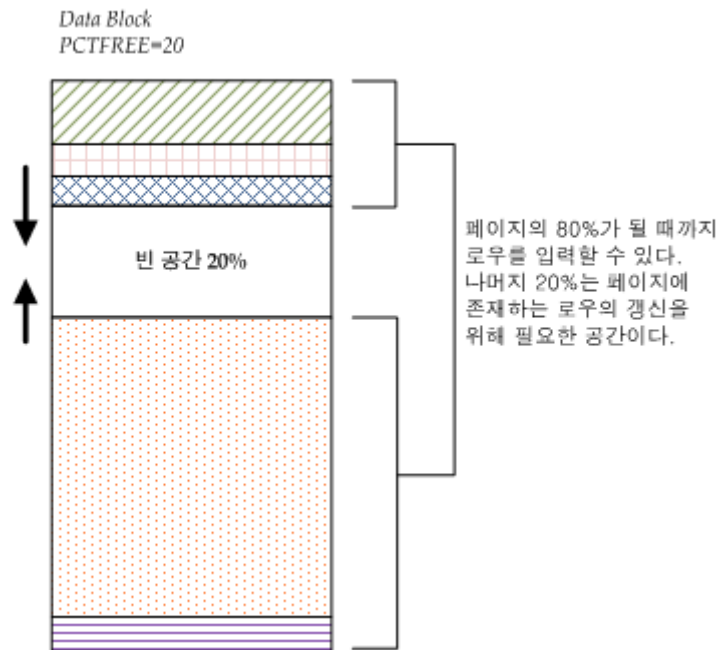 Data Block
PCTFREE=20
빈 공간 20%
페이지의 80%가 될 때까지
로우를 입력할 수 있다.
나머지 20%는 페이지에
존재하는 로우의 갱신을
위해 필요한 공간이다.